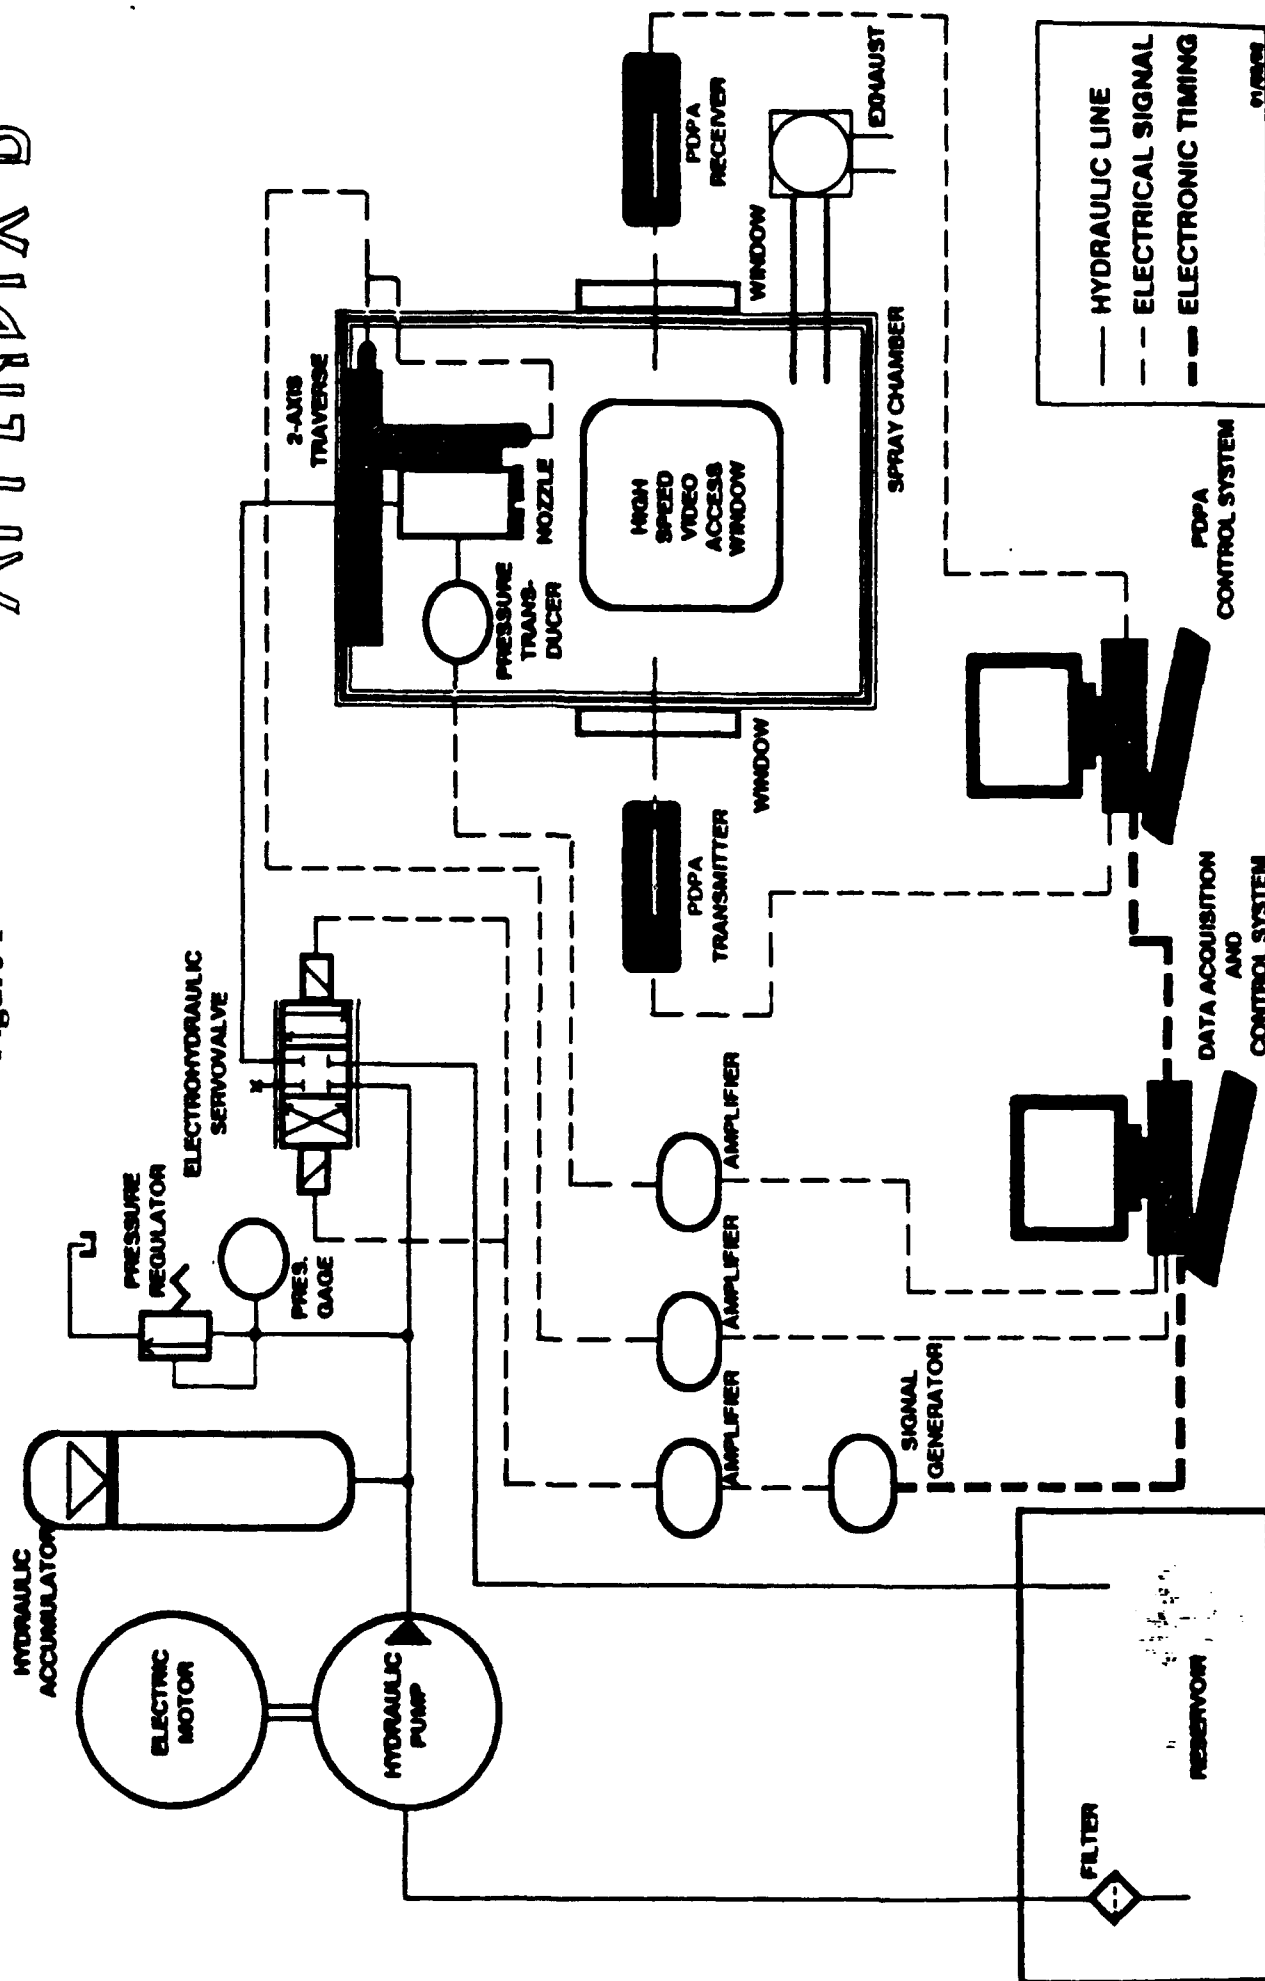 HYDRAULIC
ACCUMULATOR
ELECTRIC
MOTOR
HYDRAULIC
PUMP
FILTER
RESERVOIR
PRESSURE
REGULATOR
PRES.
GAGE
ELECTROHYDRAULIC
SERVOVALVE
X
AMPLIFIER
AMPLIFIER
AMPLIFIER
SIGNAL
GENERATOR
2-AXIS
TRAVERSE
NOZZLE
PRESSURE
TRANS-
DUCER
HIGH
SPEED
VIDEO
ACCESS
WINDOW
WINDOW
WINDOW
PDPA
TRANSMITTER
PDPA
RECEIVER
EXHAUST
SPRAY CHAMBER
DATA ACQUISITION
AND
CONTROL SYSTEM
PDPA
CONTROL SYSTEM
HYDRAULIC LINE
ELECTRICAL SIGNAL
ELECTRONIC TIMING